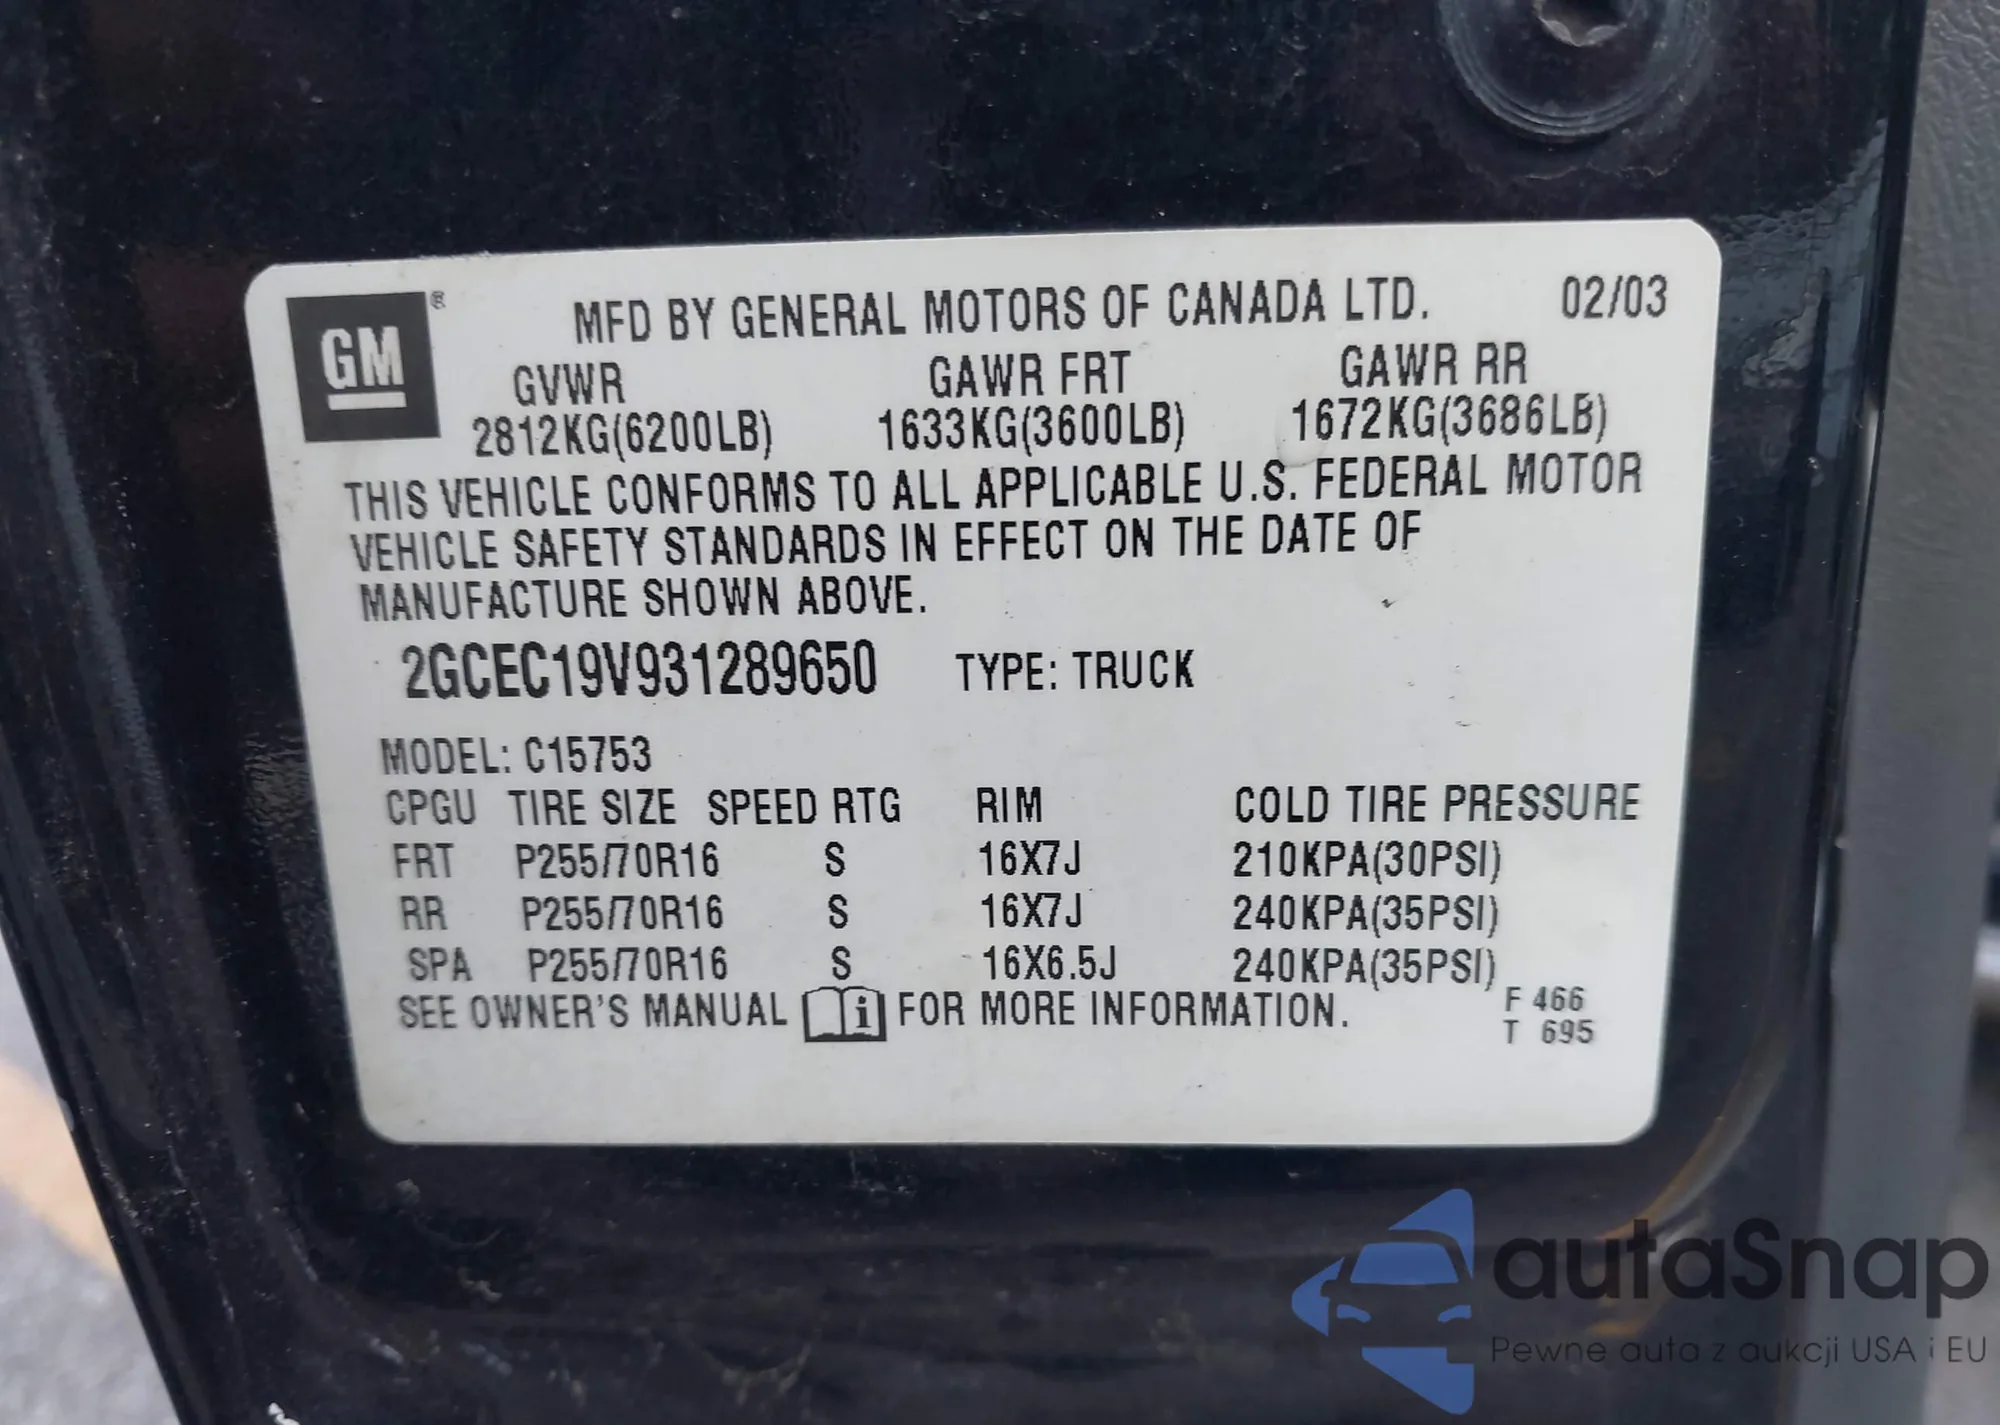 GM ®
MFD BY GENERAL MOTORS OF CANADA LTD. 02/03
GVWR GAWR FRT GAWR RR
2812KG(6200LB) 1633KG(3600LB) 1672KG(3686LB)
THIS VEHICLE CONFORMS TO ALL APPLICABLE U.S. FEDERAL MOTOR
VEHICLE SAFETY STANDARDS IN EFFECT ON THE DATE OF
MANUFACTURE SHOWN ABOVE.
2GCEC19V931289650 TYPE: TRUCK
MODEL: C15753
CPGU TIRE SIZE SPEED RTG RIM COLD TIRE PRESSURE
FRT P255/70R16 S 16X7J 210KPA(30PSI)
RR P255/70R16 S 16X7J 240KPA(35PSI)
SPA P255/70R16 S 16X6.5J 240KPA(35PSI)
SEE OWNER'S MANUAL i FOR MORE INFORMATION.
F 466
T 695
autaSnap
Pewne auta z aukcji USA i EU